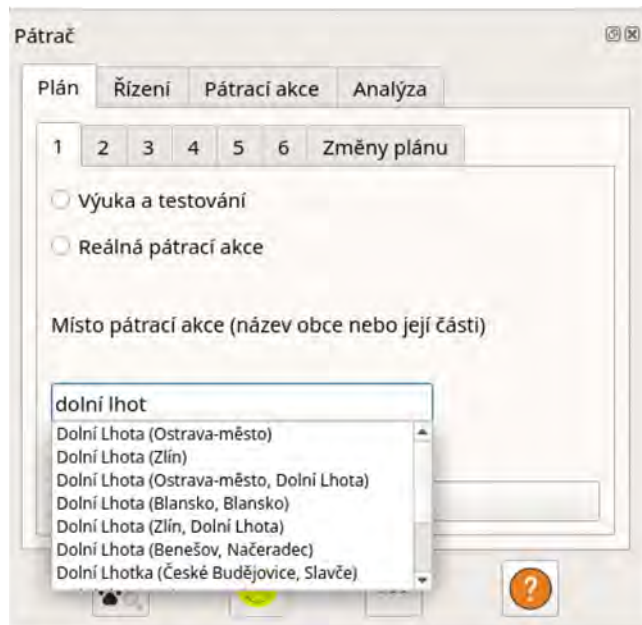 Pátrač
Plán Řízení Pátrací akce Analýza
1 2 3 4 5 6 Změny plánu
Výuka a testování
Reálná pátrací akce
Místo pátrací akce (název obce nebo její části)
dolní lhot
Dolní Lhota (Ostrava-město)
Dolní Lhota (Zlín)
Dolní Lhota (Ostrava-město, Dolní Lhota)
Dolní Lhota (Blansko, Blansko)
Dolní Lhota (Zlín, Dolní Lhota)
Dolní Lhota (Benešov, Načeradec)
Dolní Lhotka (České Budějovice, Slavče)
?